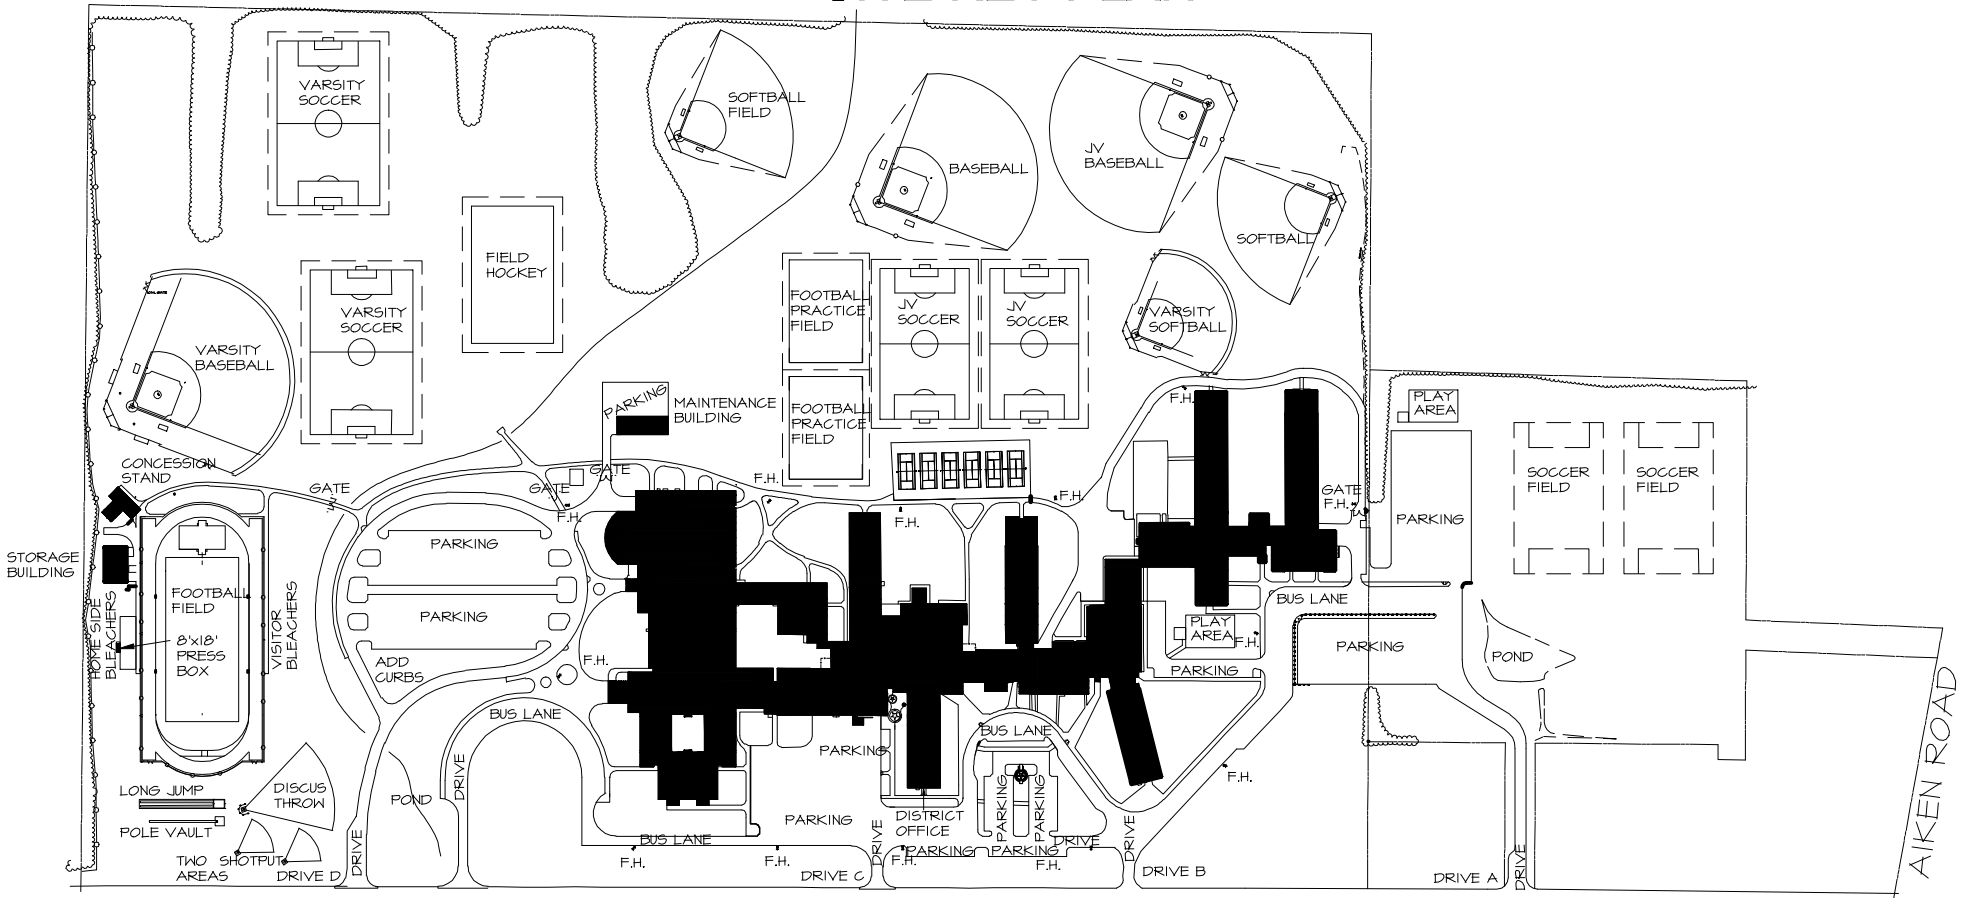 VARSITY
SOCCER
SOFTBALL
FIELD
BASEBALL
JV
BASEBALL
SOFTBALL
FIELD
HOCKEY
VARSITY
SOCCER
VARSITY
BASEBALL
FOOTBALL
PRACTICE
FIELD
JV
SOCCER
JV
SOCCER
VARSITY
SOFTBALL
PARKING
MAINTENANCE
BUILDING
FOOTBALL
PRACTICE
FIELD
F.H.
PLAY
AREA
CONCESSION
STAND
GATE
GATE
GATE
F.H.
F.H.
F.H.
F.H.
GATE
F.H.
PARKING
SOCCER
FIELD
SOCCER
FIELD
STORAGE
BUILDING
PARKING
FOOTBALL
FIELD
HOME SIDE
BLEACHERS
8'x18'
PRESS
BOX
VISITOR
BLEACHERS
PARKING
ADD
CURBS
F.H.
BUS LANE
PLAY
AREA
F.H.
PARKING
PARKING
POND
BUS LANE
BUS LANE
PARKING
F.H.
LONG JUMP
POLE VAULT
DISCUS
THROW
POND
DRIVE
PARKING
DISTRICT
OFFICE
PARKING
PARKING
BUS LANE
F.H.
F.H.
F.H.
PARKING
PARKING
DRIVE
F.H.
TWO SHOTPUT
AREAS
DRIVE D
DRIVE
DRIVE C
DRIVE
DRIVE
DRIVE B
DRIVE A
DRIVE
AIKEN ROAD